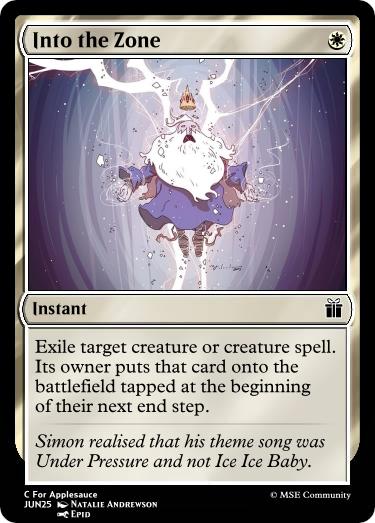 Into the Zone
Instant
Exile target creature or creature spell.
Its owner puts that card onto the
battlefield tapped at the beginning
of their next end step.
Simon realised that his theme song was
Under Pressure and not Ice Ice Baby.
C For Applesauce
JUN25 Natalie Andrewson
Epid
© MSE Community